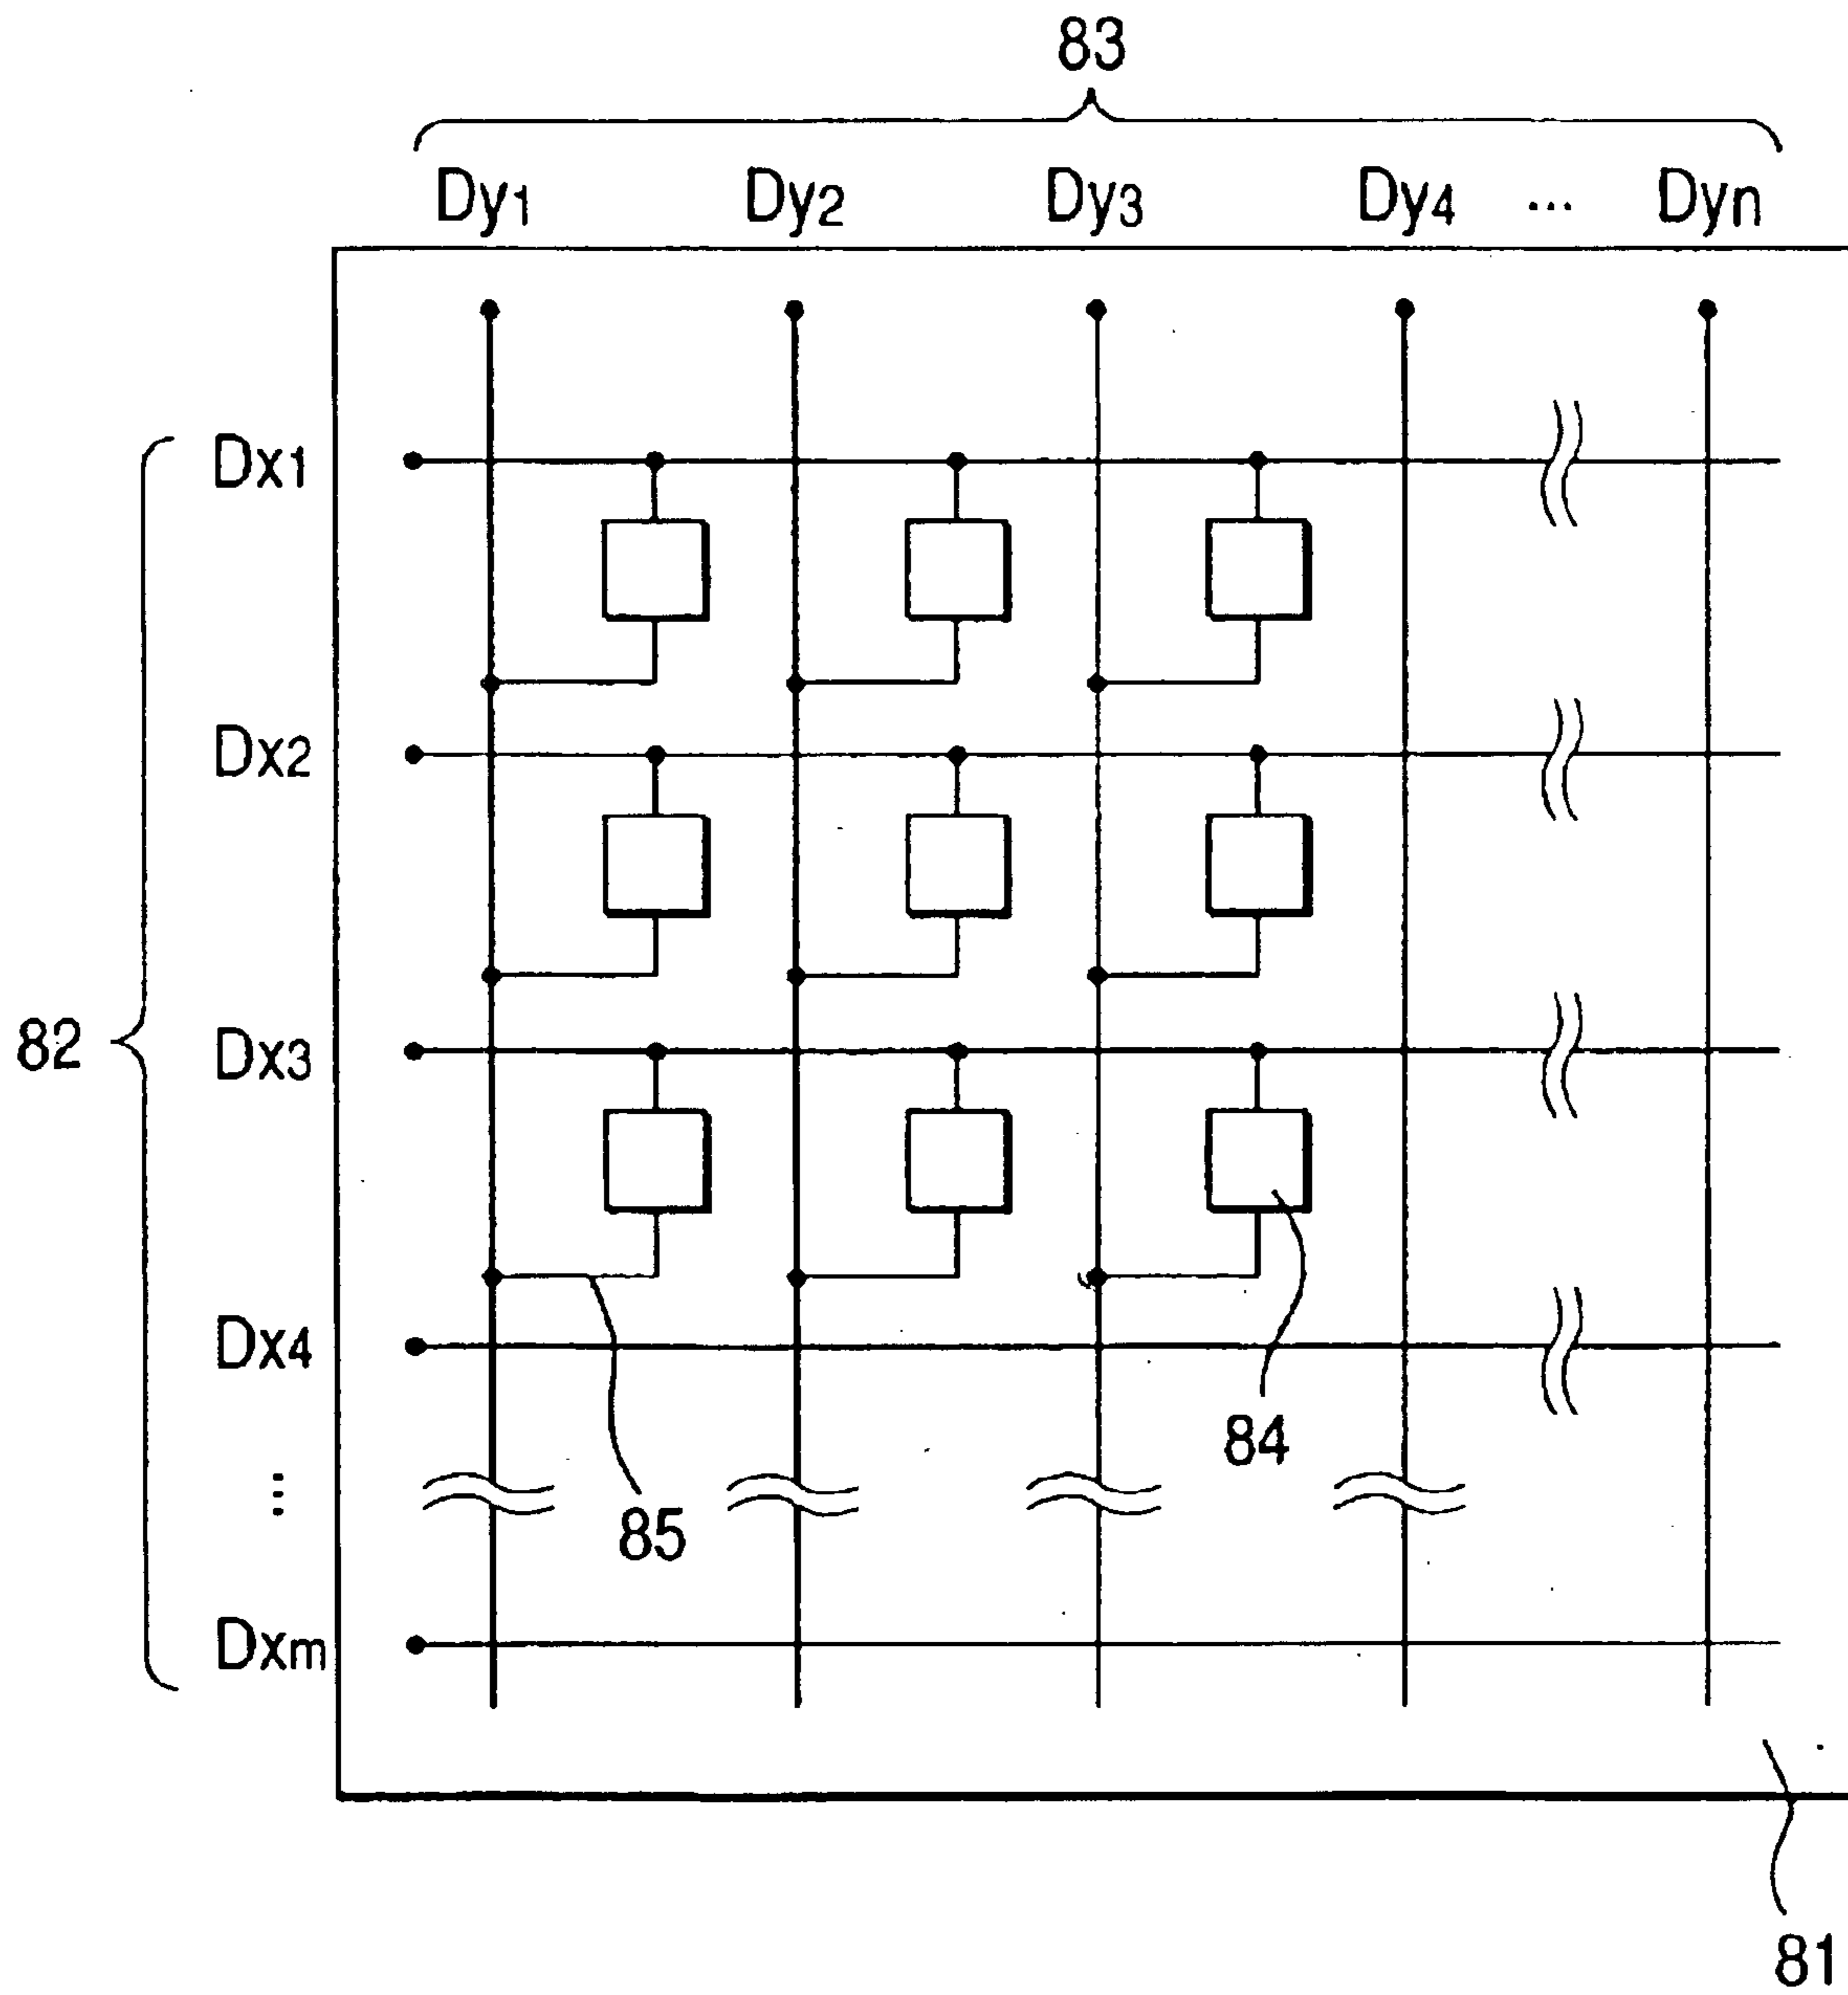 83
Dy1 Dy2 Dy3 Dy4 ... Dyn
Dx1
Dx2
82
Dx3
Dx4
84
⋮
85
Dxm
81